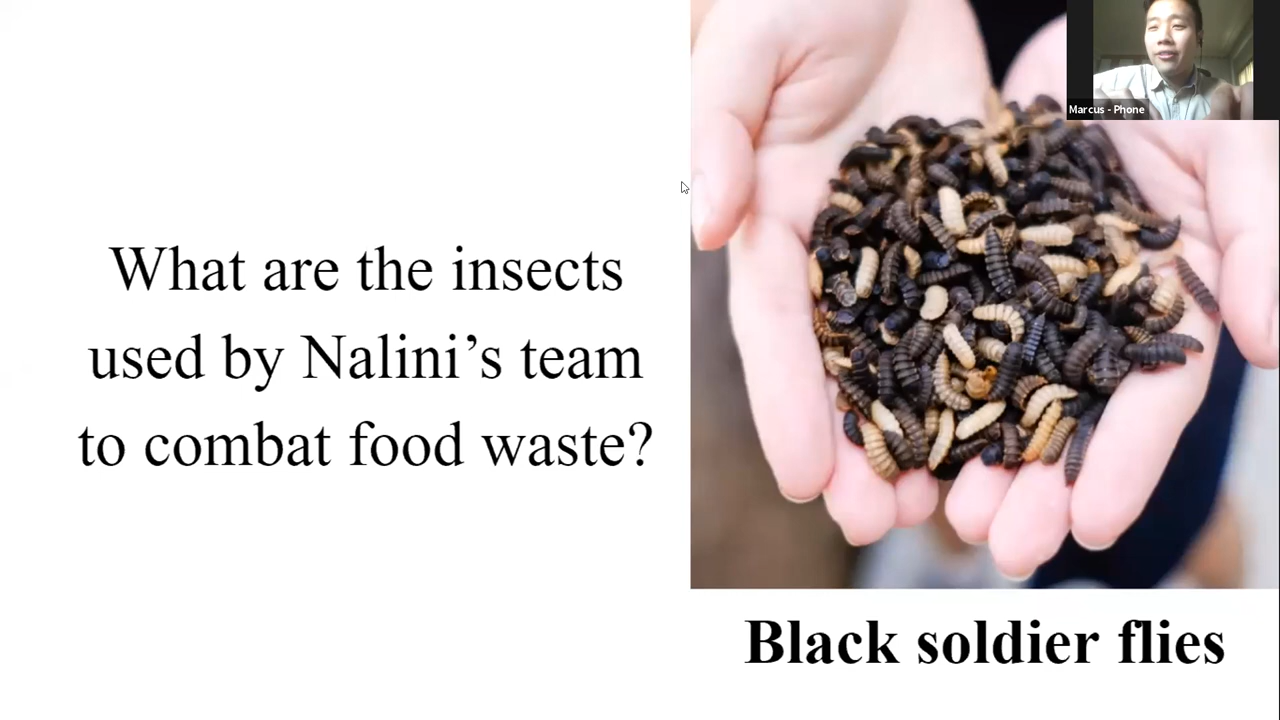 What are the insects
used by Nalini’s team
to combat food waste?
Marcus - Phone
Black soldier flies